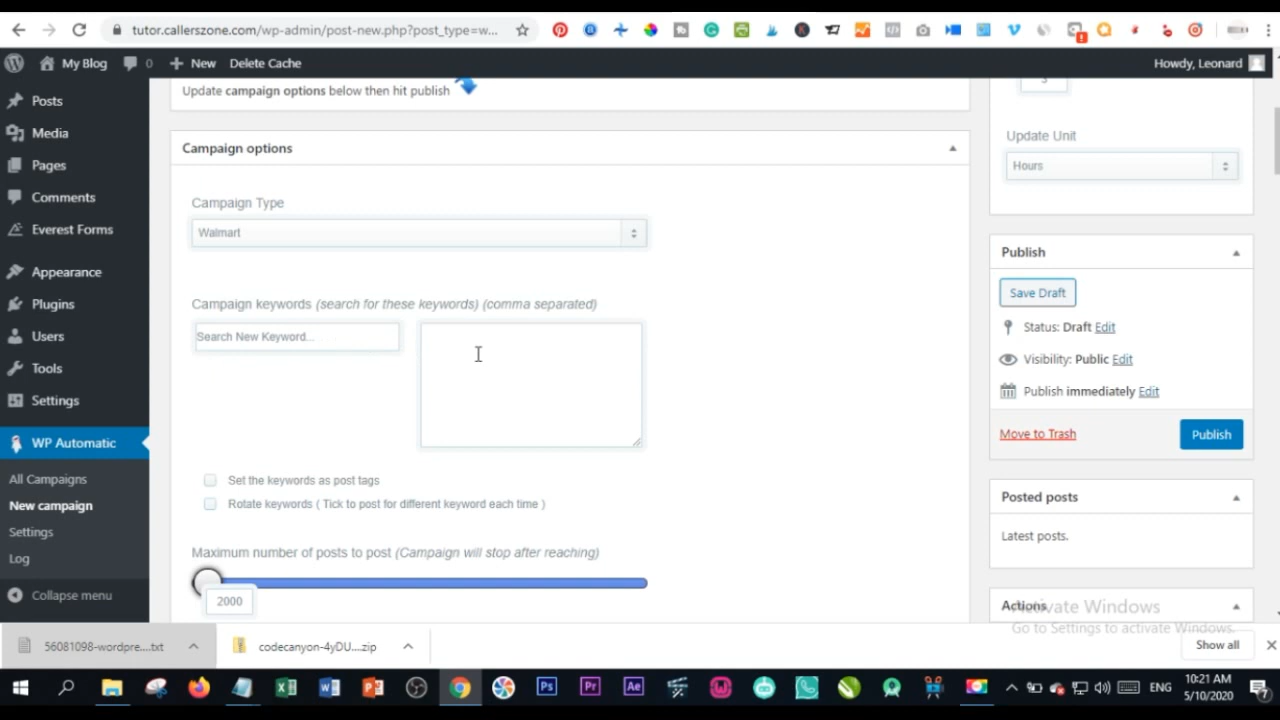 tutor.callerszone.com/wp-admin/post-new.php?post_type=w...
My Blog
0
New
Delete Cache
Howdy, Leonard
Posts
Media
Pages
Comments
Everest Forms
Appearance
Plugins
Users
Tools
Settings
WP Automatic
All Campaigns
New campaign
Settings
Log
Collapse menu
Update campaign options below then hit publish
Campaign options
Campaign Type
Walmart
Campaign keywords (search for these keywords) (comma separated)
Search New Keyword...
Set the keywords as post tags
Rotate keywords ( Tick to post for different keyword each time )
Maximum number of posts to post (Campaign will stop after reaching)
2000
Update Unit
Hours
Publish
Save Draft
Status: Draft Edit
Visibility: Public Edit
Publish immediately Edit
Move to Trash
Publish
Posted posts
Latest posts.
Actions
Activate Windows
Go to Settings to activate Windows.
56081098-wordpre....txt
codecanyon-4yDU....zip
Show all
Ps
Pr
Ae
ENG
10:21 AM
5/10/2020
7